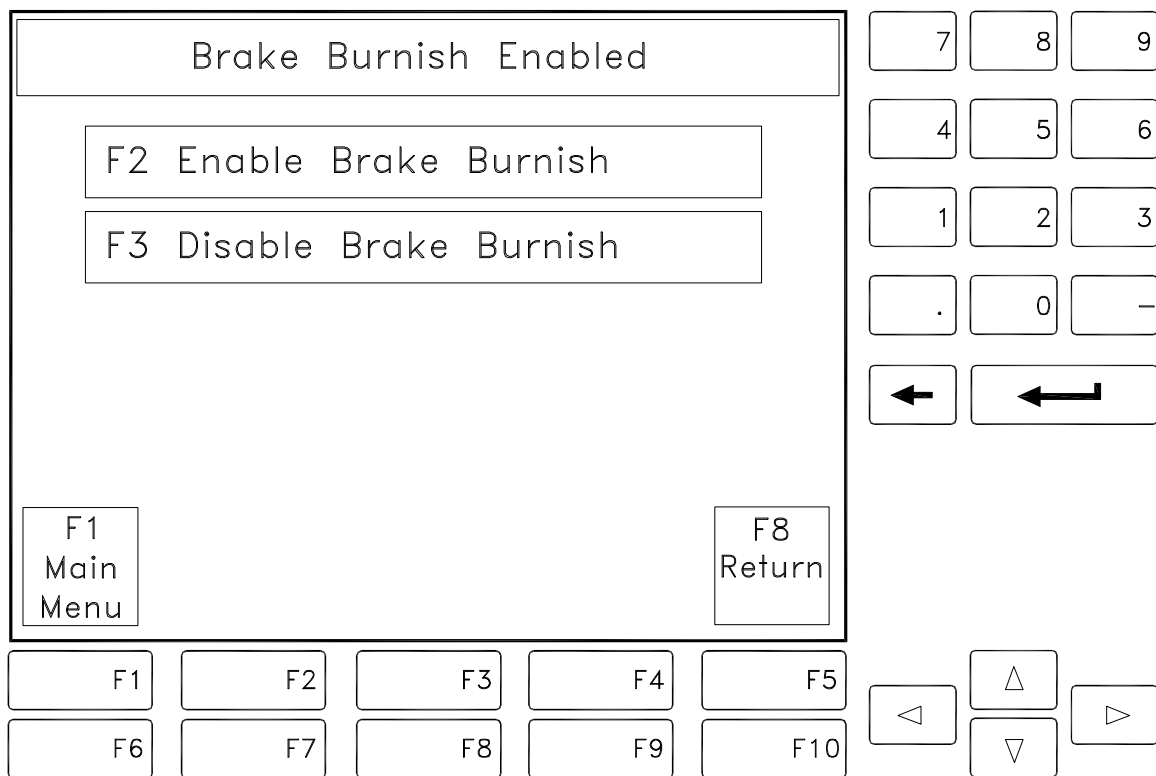 Brake Burnish Enabled
F2 Enable Brake Burnish
F3 Disable Brake Burnish
F1
Main
Menu
F8
Return
F1 F2 F3 F4 F5
F6 F7 F8 F9 F10
7 8 9
4 5 6
1 2 3
. 0 –